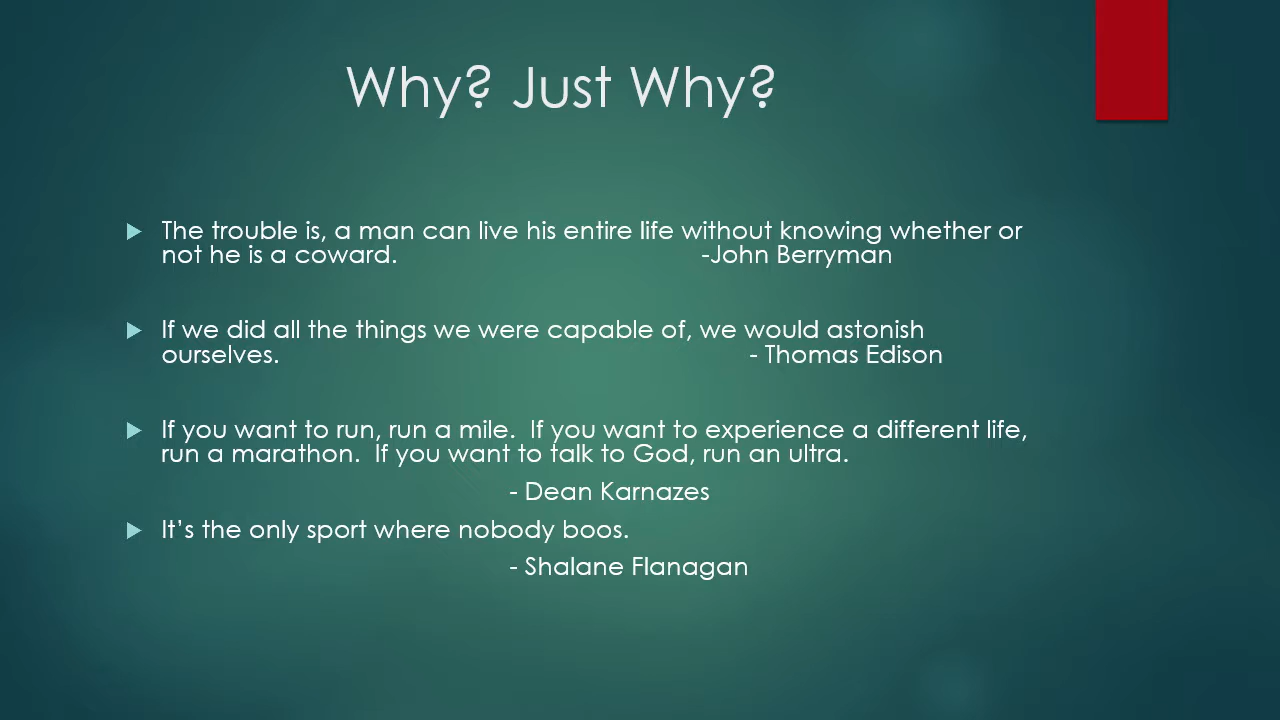 Why? Just Why?
The trouble is, a man can live his entire life without knowing whether or
not he is a coward. -John Berryman
If we did all the things we were capable of, we would astonish
ourselves. - Thomas Edison
If you want to run, run a mile.  If you want to experience a different life,
run a marathon.  If you want to talk to God, run an ultra.
- Dean Karnazes
It’s the only sport where nobody boos.
- Shalane Flanagan